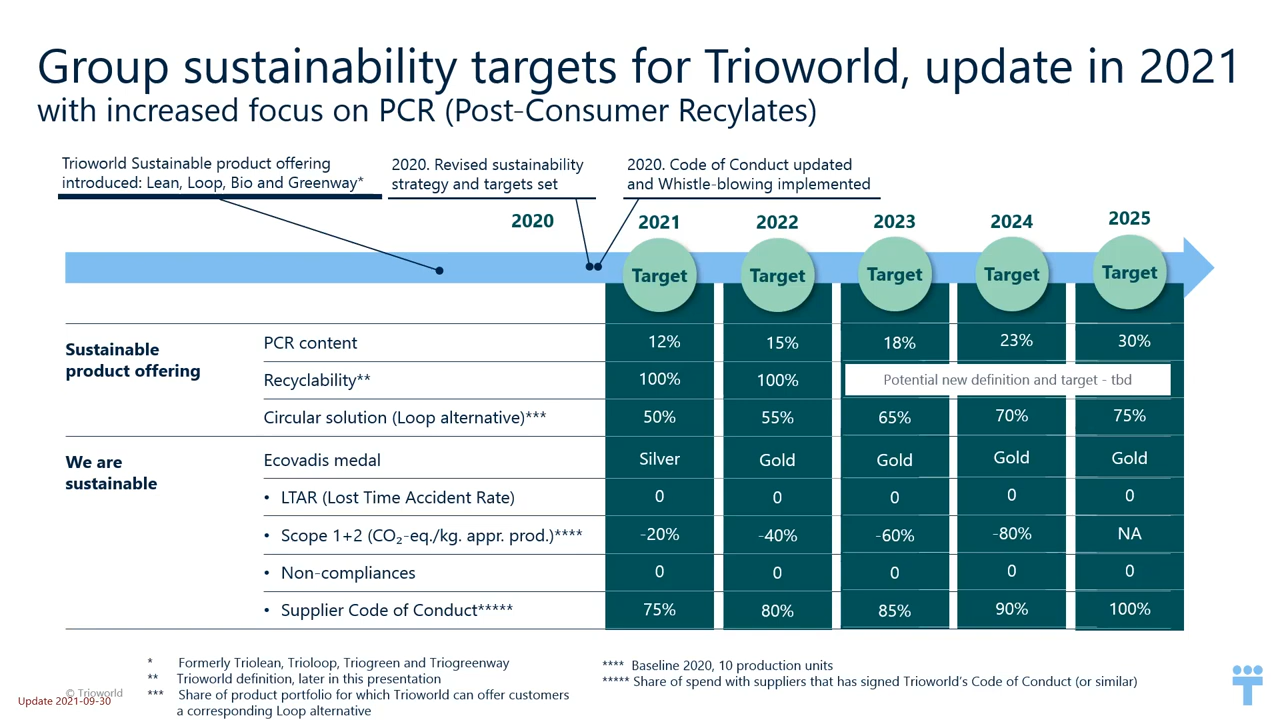 Group sustainability targets for Trioworld, update in 2021
with increased focus on PCR (Post-Consumer Recylates)
Trioworld Sustainable product offering
introduced: Lean, Loop, Bio and Greenway*
2020. Revised sustainability
strategy and targets set
2020. Code of Conduct updated
and Whistle-blowing implemented
2020 2021 2022 2023 2024 2025
Target Target Target Target Target
Sustainable
product offering
PCR content 12% 15% 18% 23% 30%
Recyclability** 100% 100% Potential new definition and target - tbd
Circular solution (Loop alternative)*** 50% 55% 65% 70% 75%
We are
sustainable
Ecovadis medal Silver Gold Gold Gold Gold
• LTAR (Lost Time Accident Rate) 0 0 0 0 0
• Scope 1+2 (CO₂-eq./kg. appr. prod.)**** -20% -40% -60% -80% NA
• Non-compliances 0 0 0 0 0
• Supplier Code of Conduct***** 75% 80% 85% 90% 100%
* Formerly Triolean, Trioloop, Triogreen and Triogreenway
** Trioworld definition, later in this presentation
*** Share of product portfolio for which Trioworld can offer customers
a corresponding Loop alternative
**** Baseline 2020, 10 production units
***** Share of spend with suppliers that has signed Trioworld's Code of Conduct (or similar)
© Trioworld
Update 2021-09-30